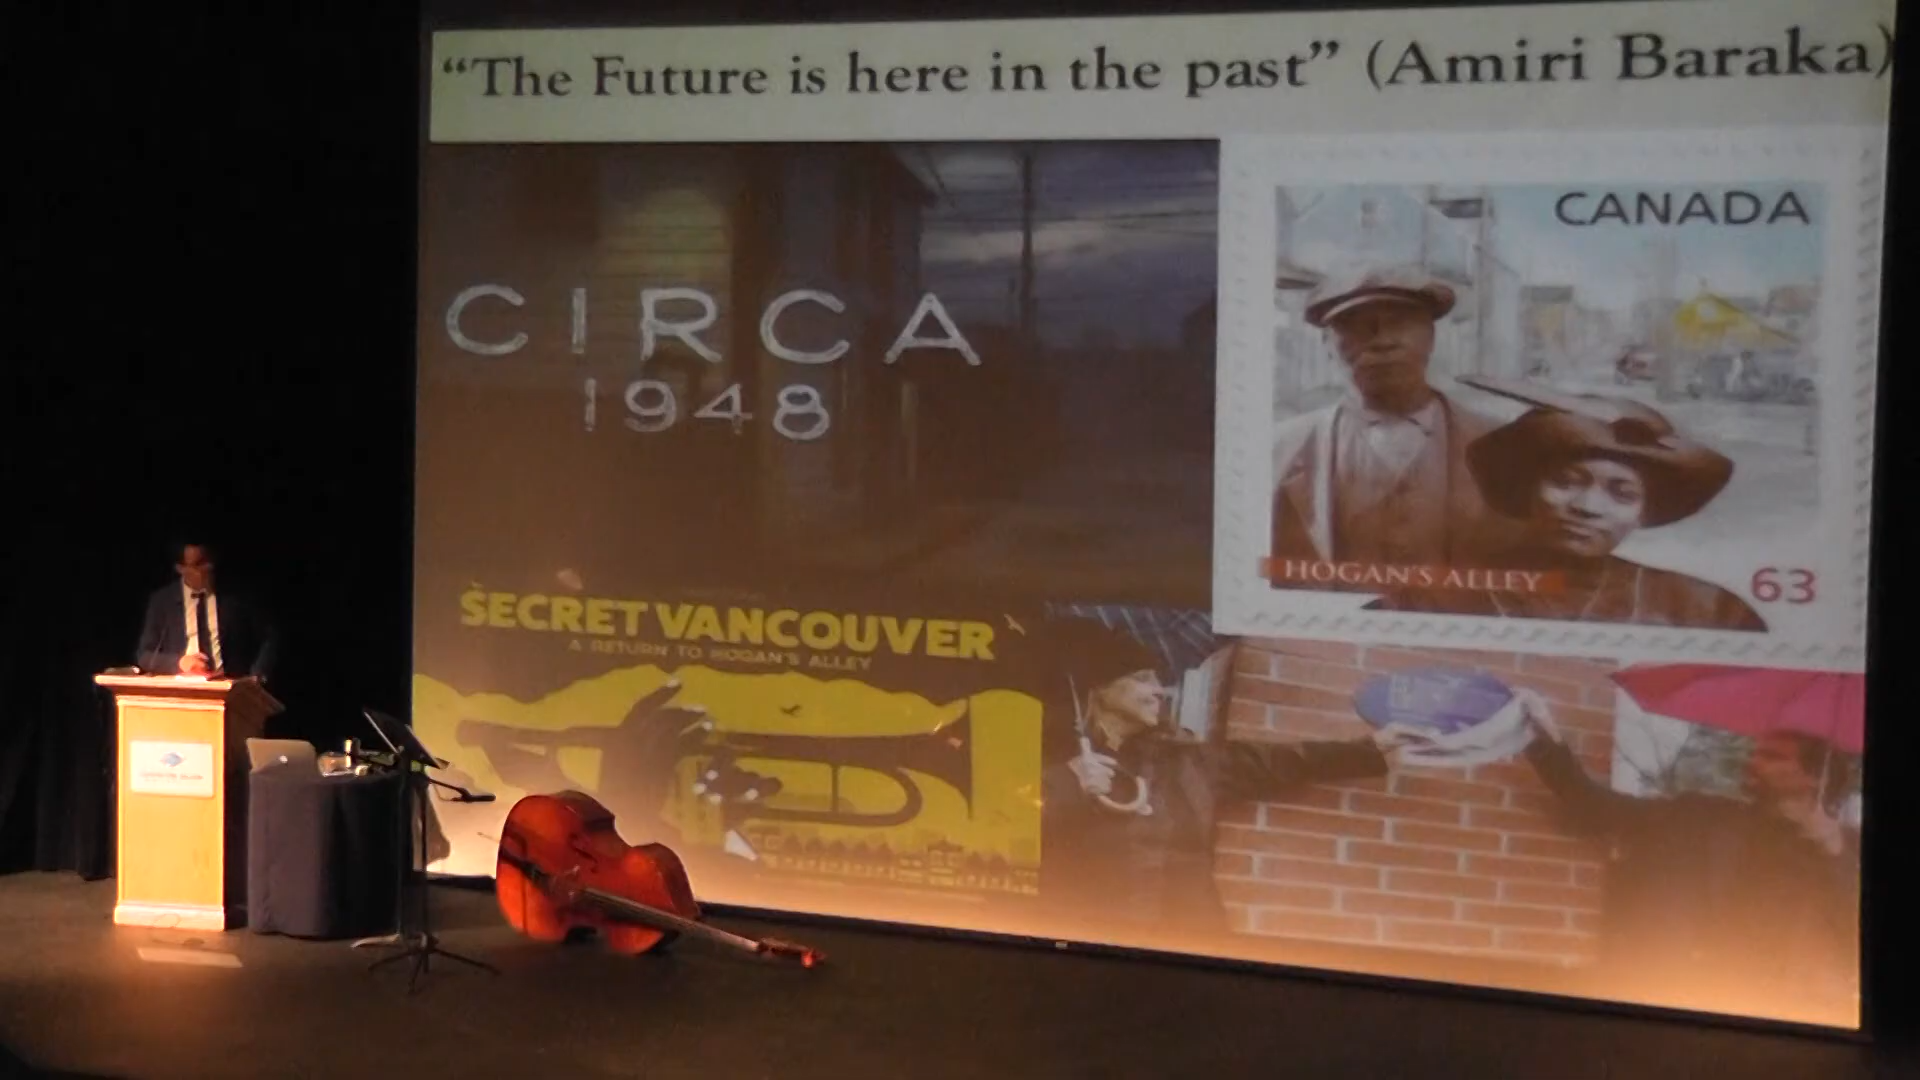 “The Future is here in the past” (Amiri Baraka)
CIRCA
1948
CANADA
HOGAN'S ALLEY
63
SECRET VANCOUVER
A RETURN TO HOGAN'S ALLEY